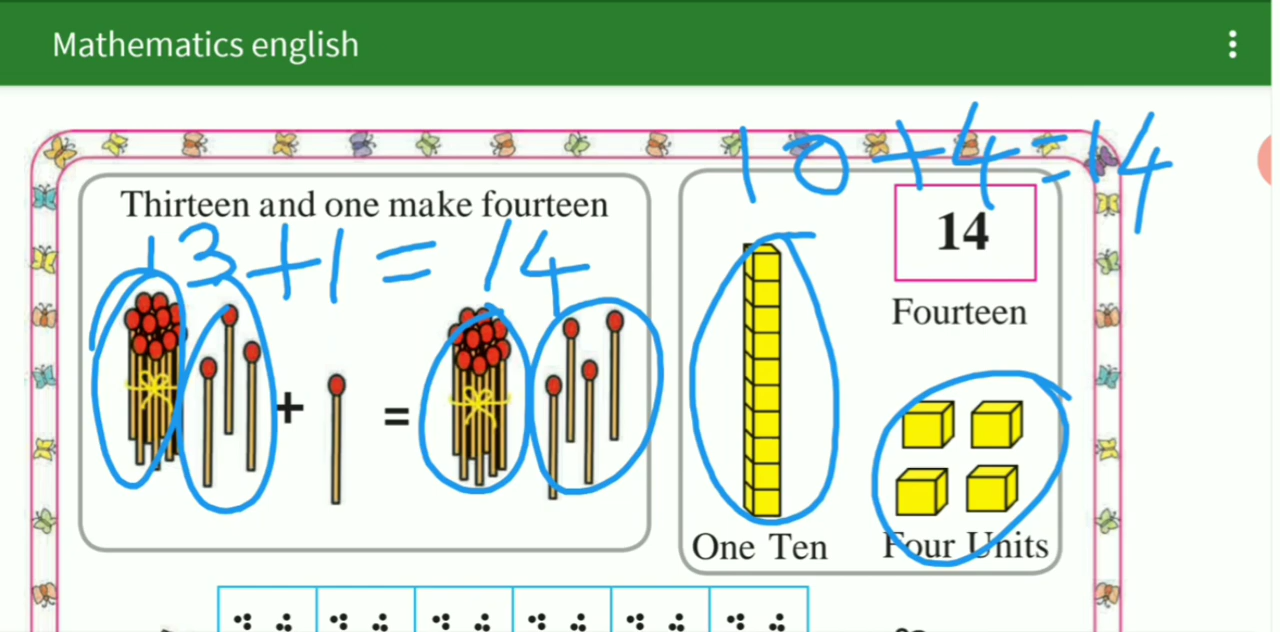 Mathematics english
10+4=14
Thirteen and one make fourteen
13+1=14
14
Fourteen
+
=
One Ten
Four Units